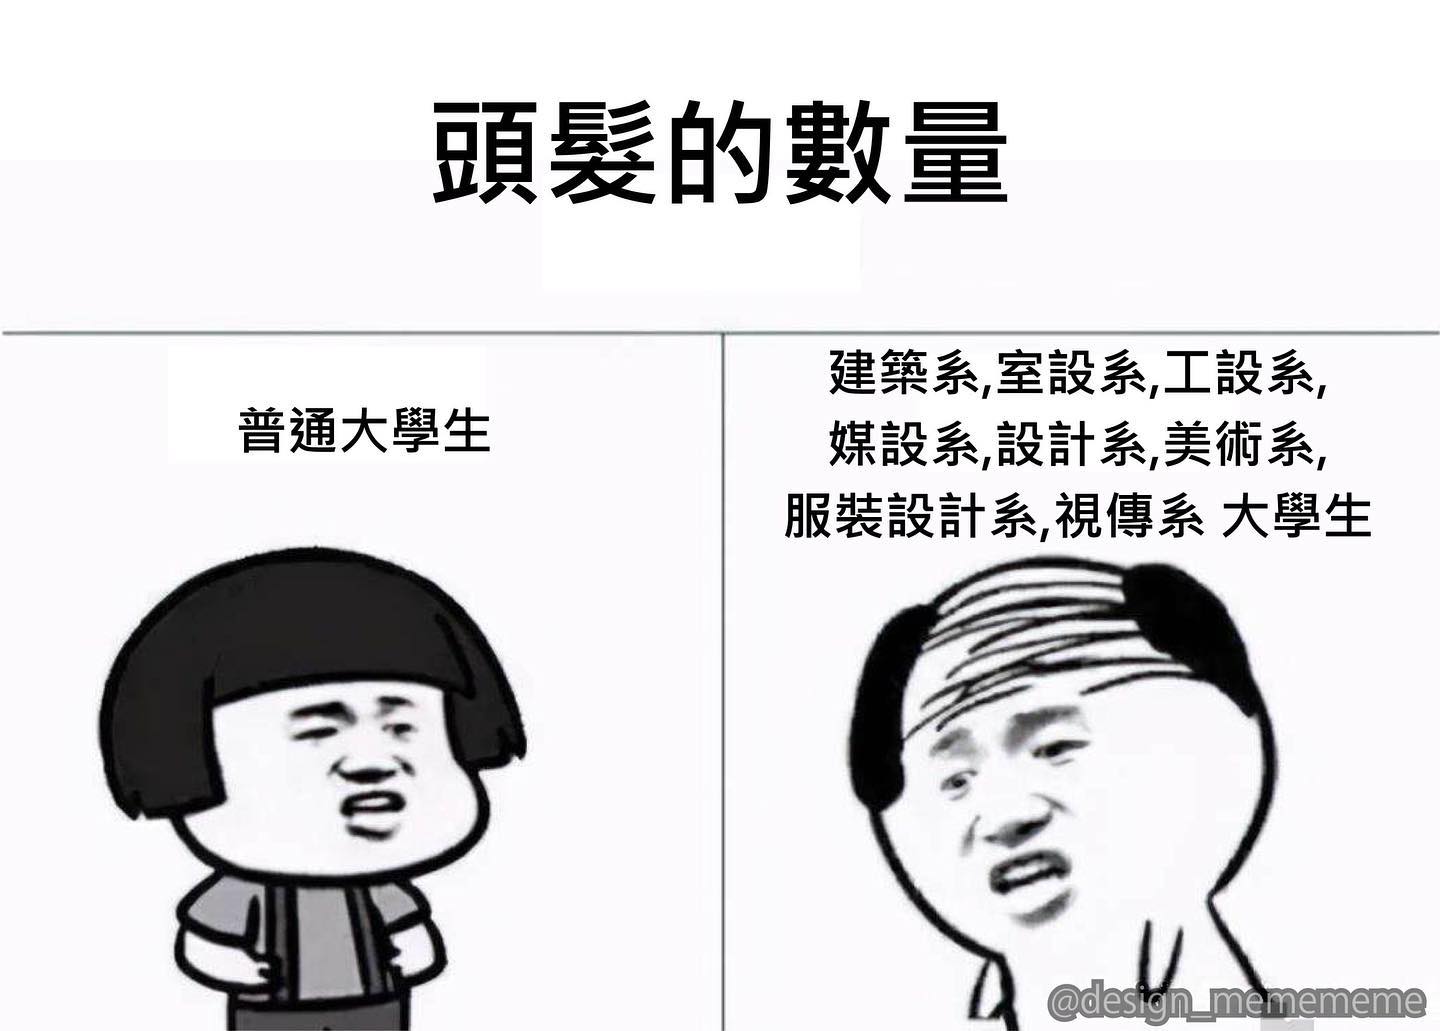 頭髮的數量
普通大學生
建築系,室設系,工設系,
媒設系,設計系,美術系,
服裝設計系,視傳系 大學生
@design_memememe